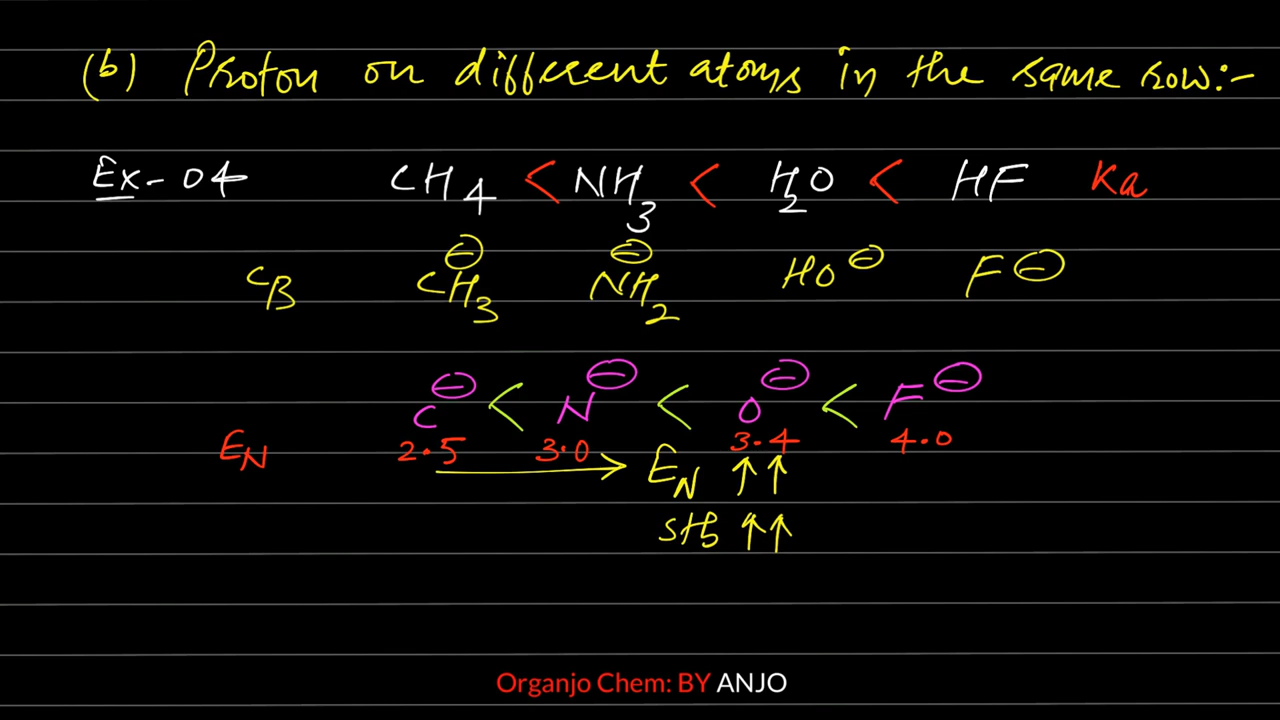 (b) Proton on different atoms in the same row:-
Ex- 04 CH4 < NH3 < H2O < HF Ka
CB CH3⊖ NH2⊖ HO⊖ F⊖
C⊖ < N⊖ < O⊖ < F⊖
EN 2.5 3.0 3.4 4.0
→ EN ↑↑
stb ↑↑
Organjo Chem: BY ANJO